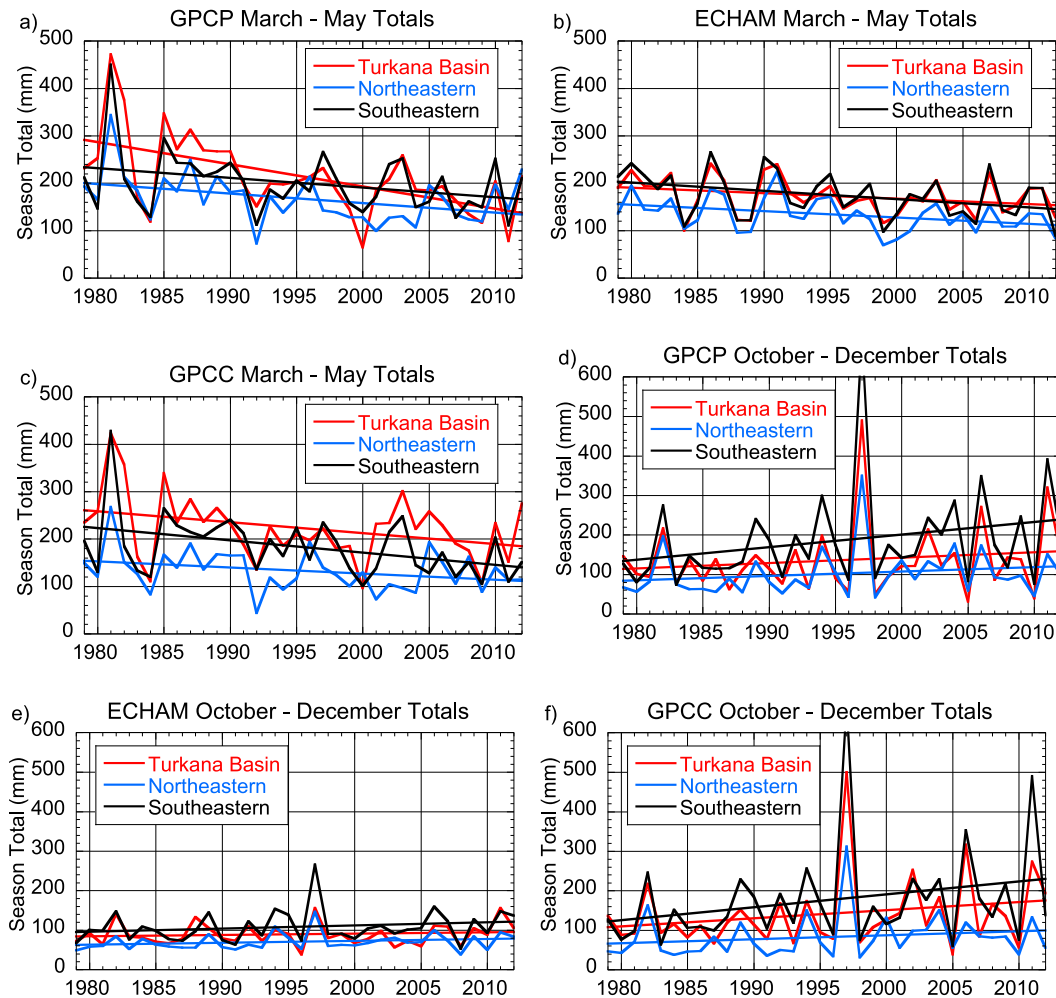 a) GPCP March - May Totals
Season Total (mm)
500
400
300
200
100
0
Turkana Basin
Northeastern
Southeastern
1980 1985 1990 1995 2000 2005 2010
b) ECHAM March - May Totals
Season Total (mm)
500
400
300
200
100
0
Turkana Basin
Northeastern
Southeastern
1980 1985 1990 1995 2000 2005 2010
c) GPCC March - May Totals
Season Total (mm)
500
400
300
200
100
0
Turkana Basin
Northeastern
Southeastern
1980 1985 1990 1995 2000 2005 2010
d) GPCP October - December Totals
Season Total (mm)
600
500
400
300
200
100
0
Turkana Basin
Northeastern
Southeastern
1980 1985 1990 1995 2000 2005 2010
e) ECHAM October - December Totals
Season Total (mm)
600
500
400
300
200
100
0
Turkana Basin
Northeastern
Southeastern
1980 1985 1990 1995 2000 2005 2010
f) GPCC October - December Totals
Season Total (mm)
600
500
400
300
200
100
0
Turkana Basin
Northeastern
Southeastern
1980 1985 1990 1995 2000 2005 2010